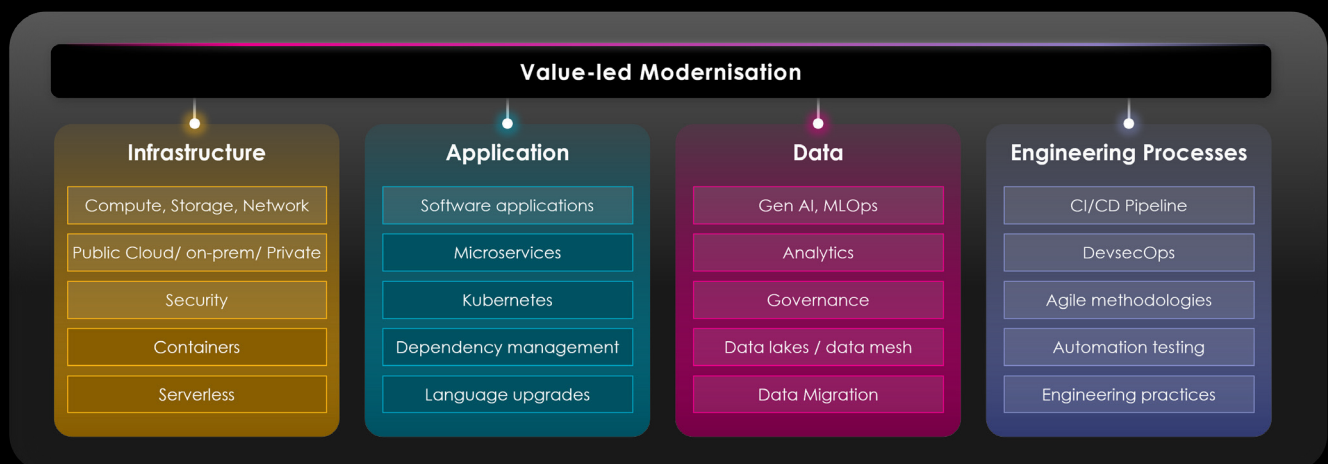 Value-led Modernisation
Infrastructure
Compute, Storage, Network
Public Cloud/ on-prem/ Private
Security
Containers
Serverless
Application
Software applications
Microservices
Kubernetes
Dependency management
Language upgrades
Data
Gen AI, MLOps
Analytics
Governance
Data lakes / data mesh
Data Migration
Engineering Processes
CI/CD Pipeline
DevsecOps
Agile methodologies
Automation testing
Engineering practices